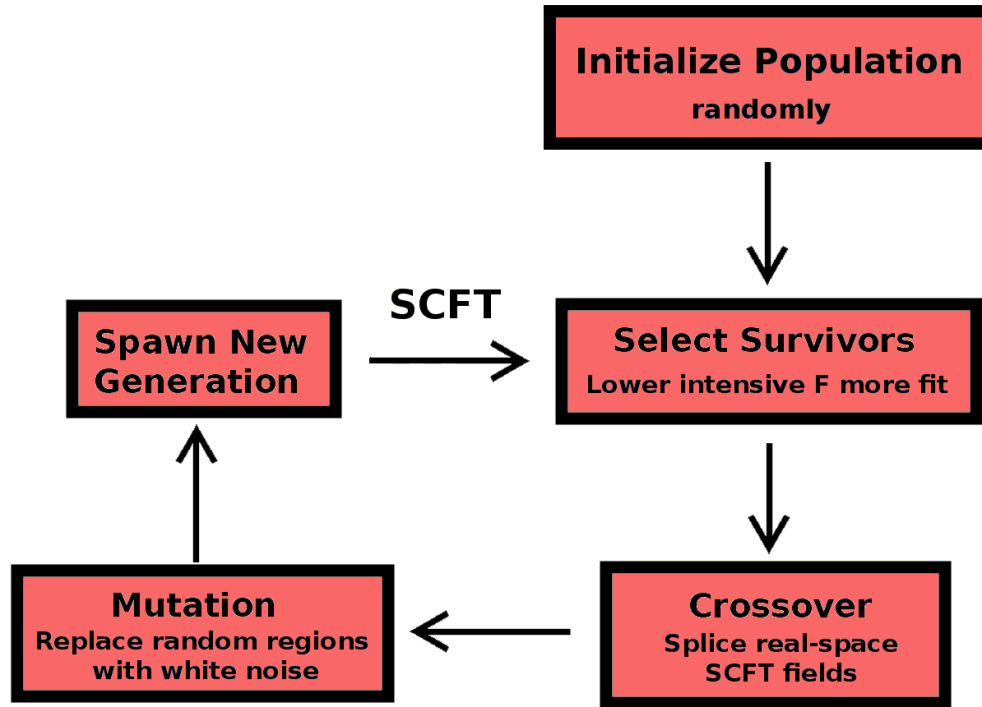 Initialize Population
randomly
SCFT
Spawn New
Generation
Select Survivors
Lower intensive F more fit
Mutation
Replace random regions
with white noise
Crossover
Splice real-space
SCFT fields